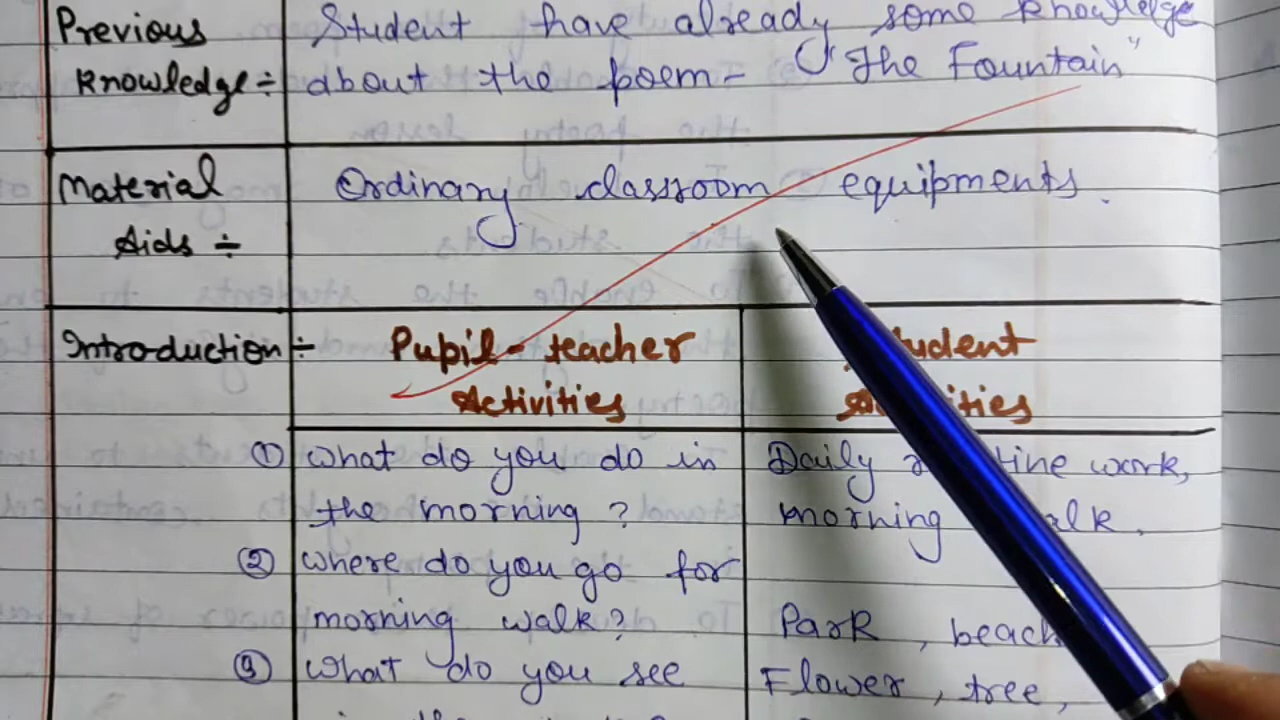 Previous Student have already some knowledge
knowledge ÷ about the poem - "The Fountain"
Material Ordinary classroom equipments.
Aids ÷
Introduction ÷ Pupil-teacher
Activities
① What do you do in Daily work,
the morning ? morning
② Where do you go for
morning walk? Park, beach
③ What do you see Flower, tree,